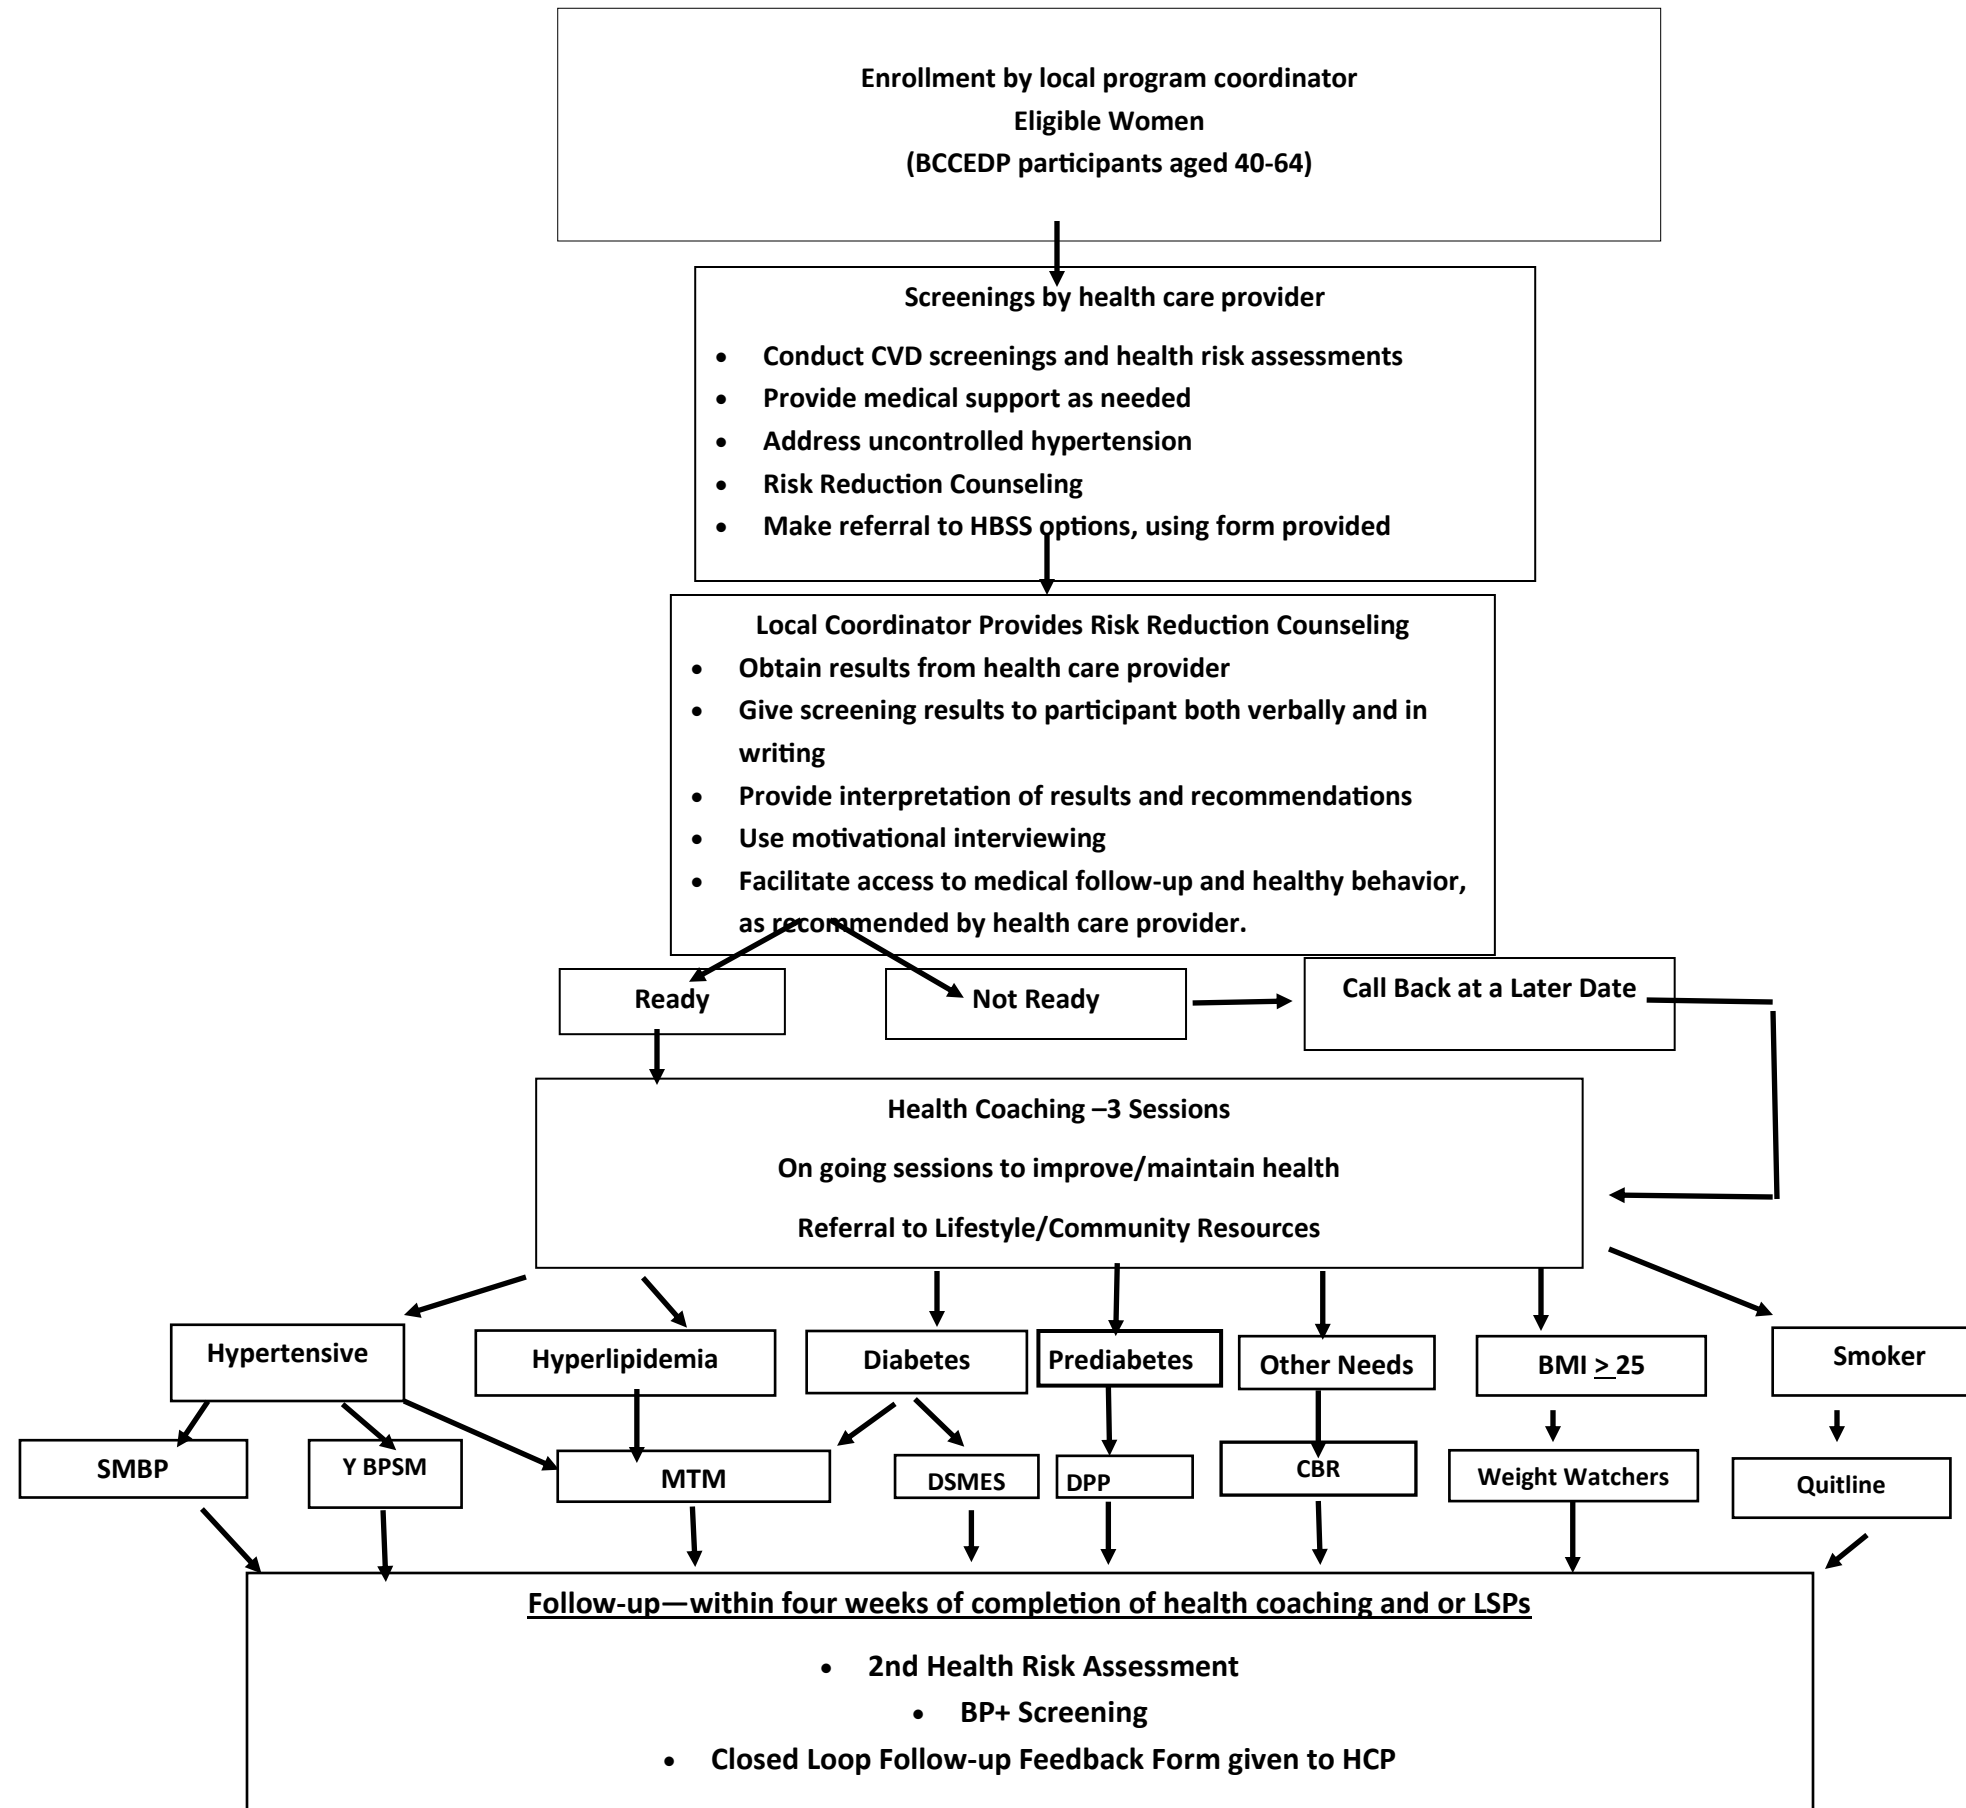 Enrollment by local program coordinator
Eligible Women
(BCCEDP participants aged 40-64)
Screenings by health care provider
• Conduct CVD screenings and health risk assessments
• Provide medical support as needed
• Address uncontrolled hypertension
• Risk Reduction Counseling
• Make referral to HBSS options, using form provided
Local Coordinator Provides Risk Reduction Counseling
• Obtain results from health care provider
• Give screening results to participant both verbally and in
writing
• Provide interpretation of results and recommendations
• Use motivational interviewing
• Facilitate access to medical follow-up and healthy behavior,
as recommended by health care provider.
Ready
Not Ready
Call Back at a Later Date
Health Coaching –3 Sessions
On going sessions to improve/maintain health
Referral to Lifestyle/Community Resources
Hypertensive
Hyperlipidemia
Diabetes
Prediabetes
Other Needs
BMI > 25
Smoker
SMBP
Y BPSM
MTM
DSMES
DPP
CBR
Weight Watchers
Quitline
Follow-up—within four weeks of completion of health coaching and or LSPs
• 2nd Health Risk Assessment
• BP+ Screening
• Closed Loop Follow-up Feedback Form given to HCP